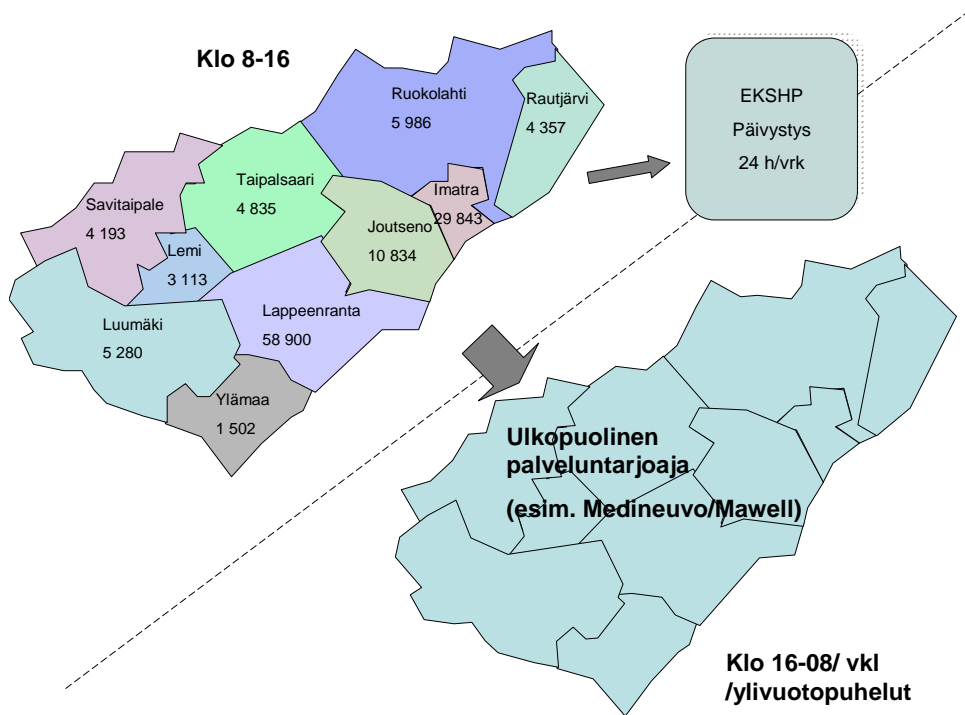 Klo 8-16
Ruokolahti
5 986
Rautjärvi
4 357
EKSHP
Päivystys
24 h/vrk
Taipalsaari
4 835
Imatra
29 843
Savitaipale
4 193
Joutseno
10 834
Lemi
3 113
Lappeenranta
58 900
Luumäki
5 280
Ylämaa
1 502
Ulkopuolinen
palveluntarjoaja
(esim. Medineuvo/Mawell)
Klo 16-08/ vkl
/ylivuotopuhelut